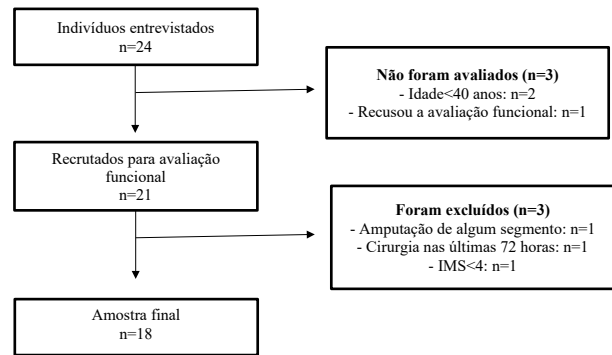 Indivíduos entrevistados
n=24
Não foram avaliados (n=3)
- Idade<40 anos: n=2
- Recusou a avaliação funcional: n=1
Recrutados para avaliação
funcional
n=21
Foram excluídos (n=3)
- Amputação de algum segmento: n=1
- Cirurgia nas últimas 72 horas: n=1
- IMS<4: n=1
Amostra final
n=18